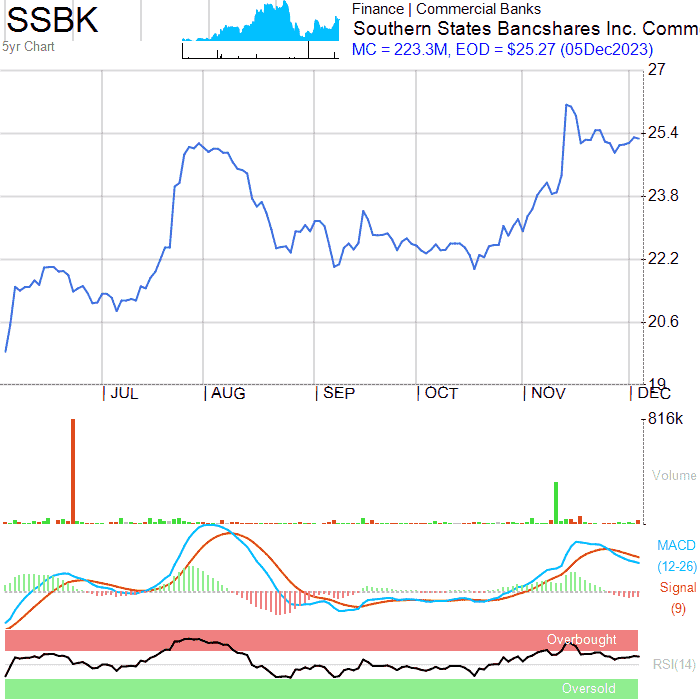 SSBK
5yr Chart
Finance | Commercial Banks
Southern States Bancshares Inc. Comm
MC = 223.3M, EOD = $25.27 (05Dec2023)
27
25.4
23.8
22.2
20.6
19
JUL
AUG
SEP
OCT
NOV
DEC
816k
Volume
MACD
(12-26)
Signal
(9)
Overbought
RSI(14)
Oversold